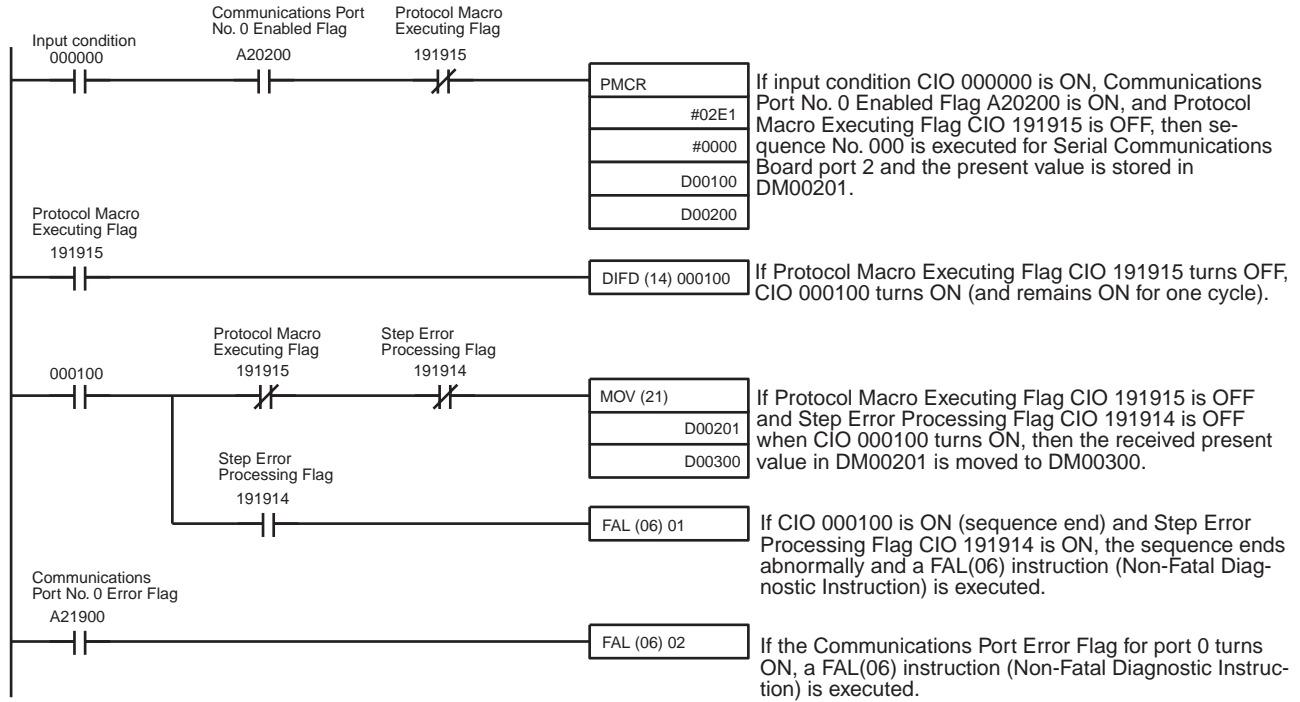 Communications Port
No. 0 Enabled Flag
Protocol Macro
Executing Flag
Input condition
000000
A20200
191915
PMCR
#02E1
#0000
D00100
D00200
If input condition CIO 000000 is ON, Communications
Port No. 0 Enabled Flag A20200 is ON, and Protocol
Macro Executing Flag CIO 191915 is OFF, then se-
quence No. 000 is executed for Serial Communications
Board port 2 and the present value is stored in
DM00201.
Protocol Macro
Executing Flag
191915
DIFD (14) 000100
If Protocol Macro Executing Flag CIO 191915 turns OFF,
CIO 000100 turns ON (and remains ON for one cycle).
Protocol Macro
Executing Flag
Step Error
Processing Flag
000100
191915
191914
MOV (21)
D00201
D00300
If Protocol Macro Executing Flag CIO 191915 is OFF
and Step Error Processing Flag CIO 191914 is OFF
when CIO 000100 turns ON, then the received present
value in DM00201 is moved to DM00300.
Step Error
Processing Flag
191914
FAL (06) 01
If CIO 000100 is ON (sequence end) and Step Error
Processing Flag CIO 191914 is ON, the sequence ends
abnormally and a FAL(06) instruction (Non-Fatal Diag-
nostic Instruction) is executed.
Communications
Port No. 0 Error Flag
A21900
FAL (06) 02
If the Communications Port Error Flag for port 0 turns
ON, a FAL(06) instruction (Non-Fatal Diagnostic Instruc-
tion) is executed.